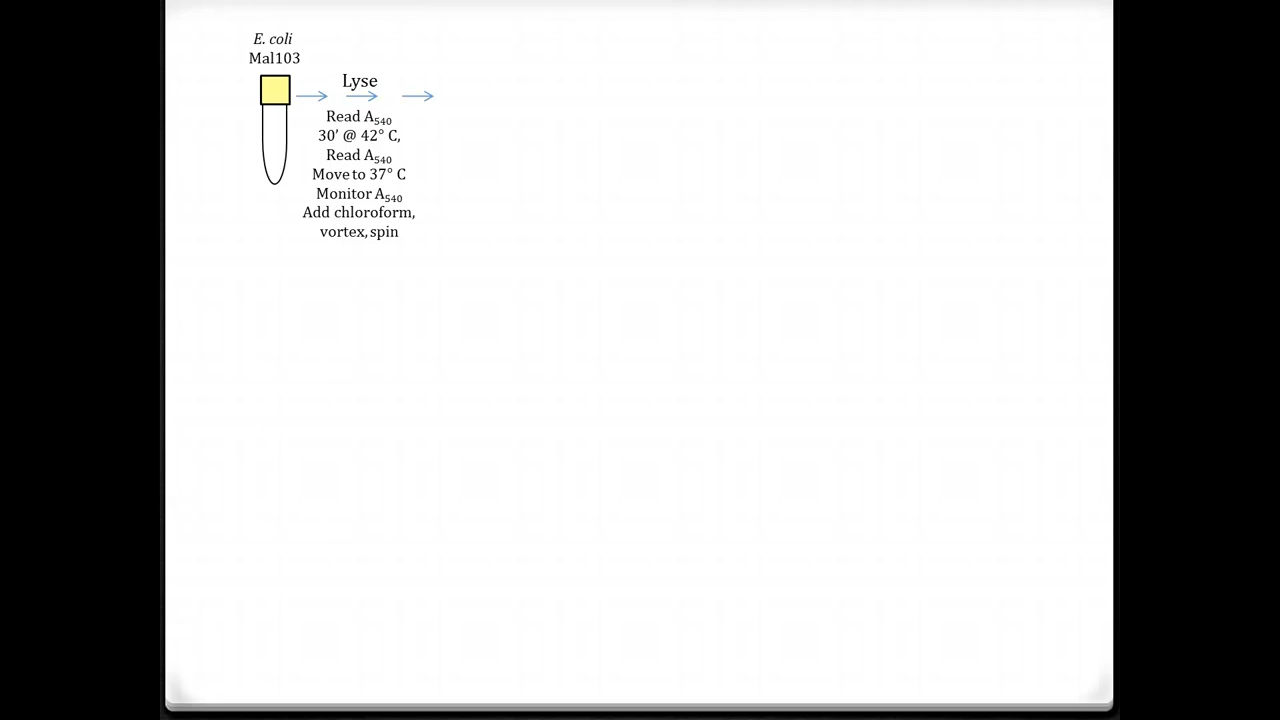 E. coli
Mal103
Lyse
Read A₅₄₀
30’ @ 42° C,
Read A₅₄₀
Move to 37° C
Monitor A₅₄₀
Add chloroform,
vortex, spin